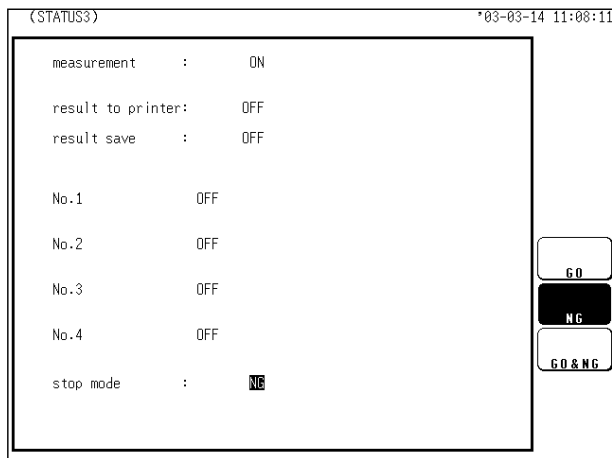 (STATUS3) '03-03-14 11:08:11
measurement : ON
result to printer: OFF
result save : OFF
No.1 OFF
No.2 OFF
No.3 OFF
No.4 OFF
stop mode : NG
GO
NG
GO&NG